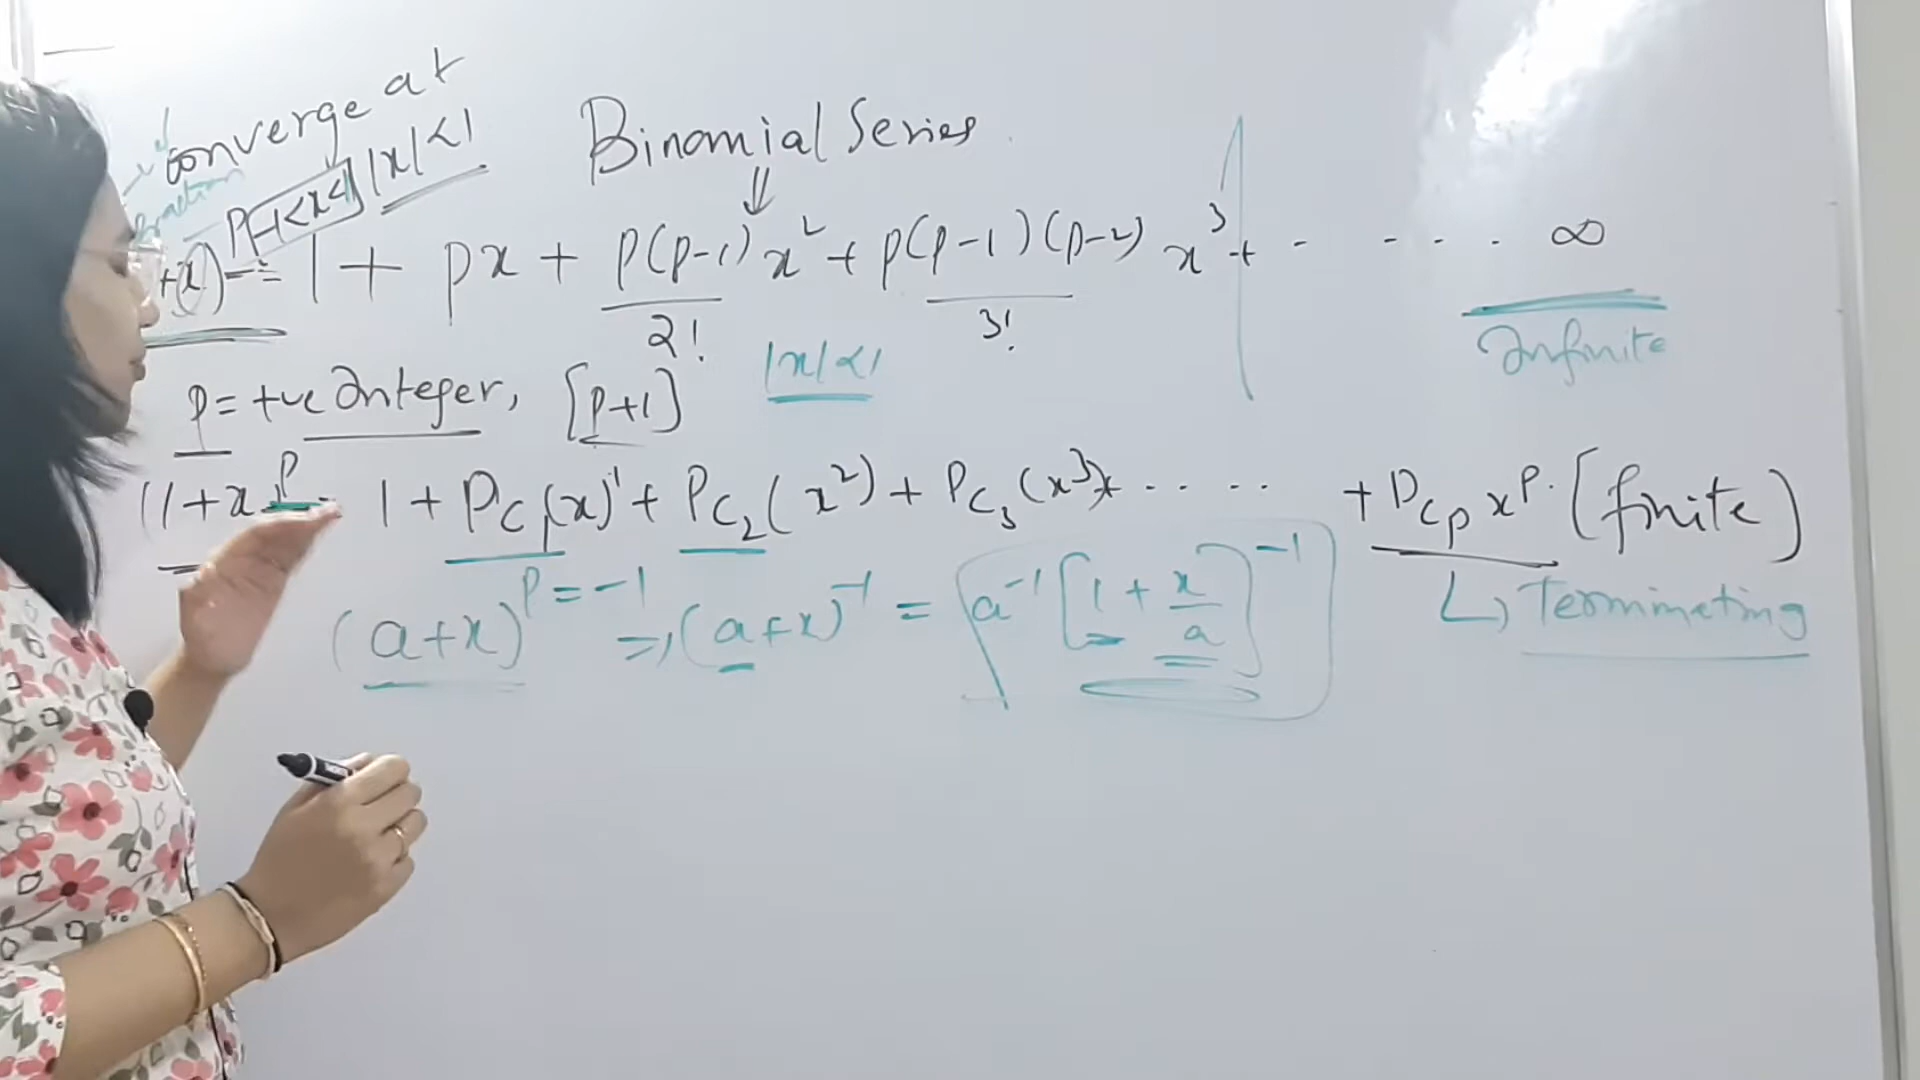 converge at
|x|<1
-1<x<1
Binomial Series
+x)ᴾ = 1 + px + p(p-1)/2! x² + p(p-1)(p-2)/3! x³ + - - - - - ∞
|x|<1
Infinite
p = +ve Integer, [p+1]
(1+x)ᴾ = 1 + PC₁(x)¹ + PC₂(x²) + PC₃(x³)+ ...... + PCₚ xᴾ. (finite)
↳ Terminating
(a+x)ᴾ⁼⁻¹ ⇒ (a+x)⁻¹ = a⁻¹[1 + x/a]⁻¹